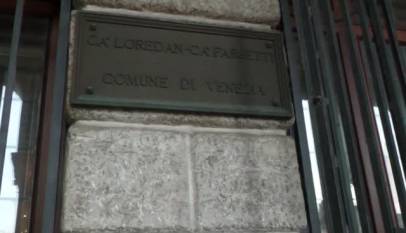 CA' LOREDAN-CA' FARSETTI
COMUNE DI VENEZIA